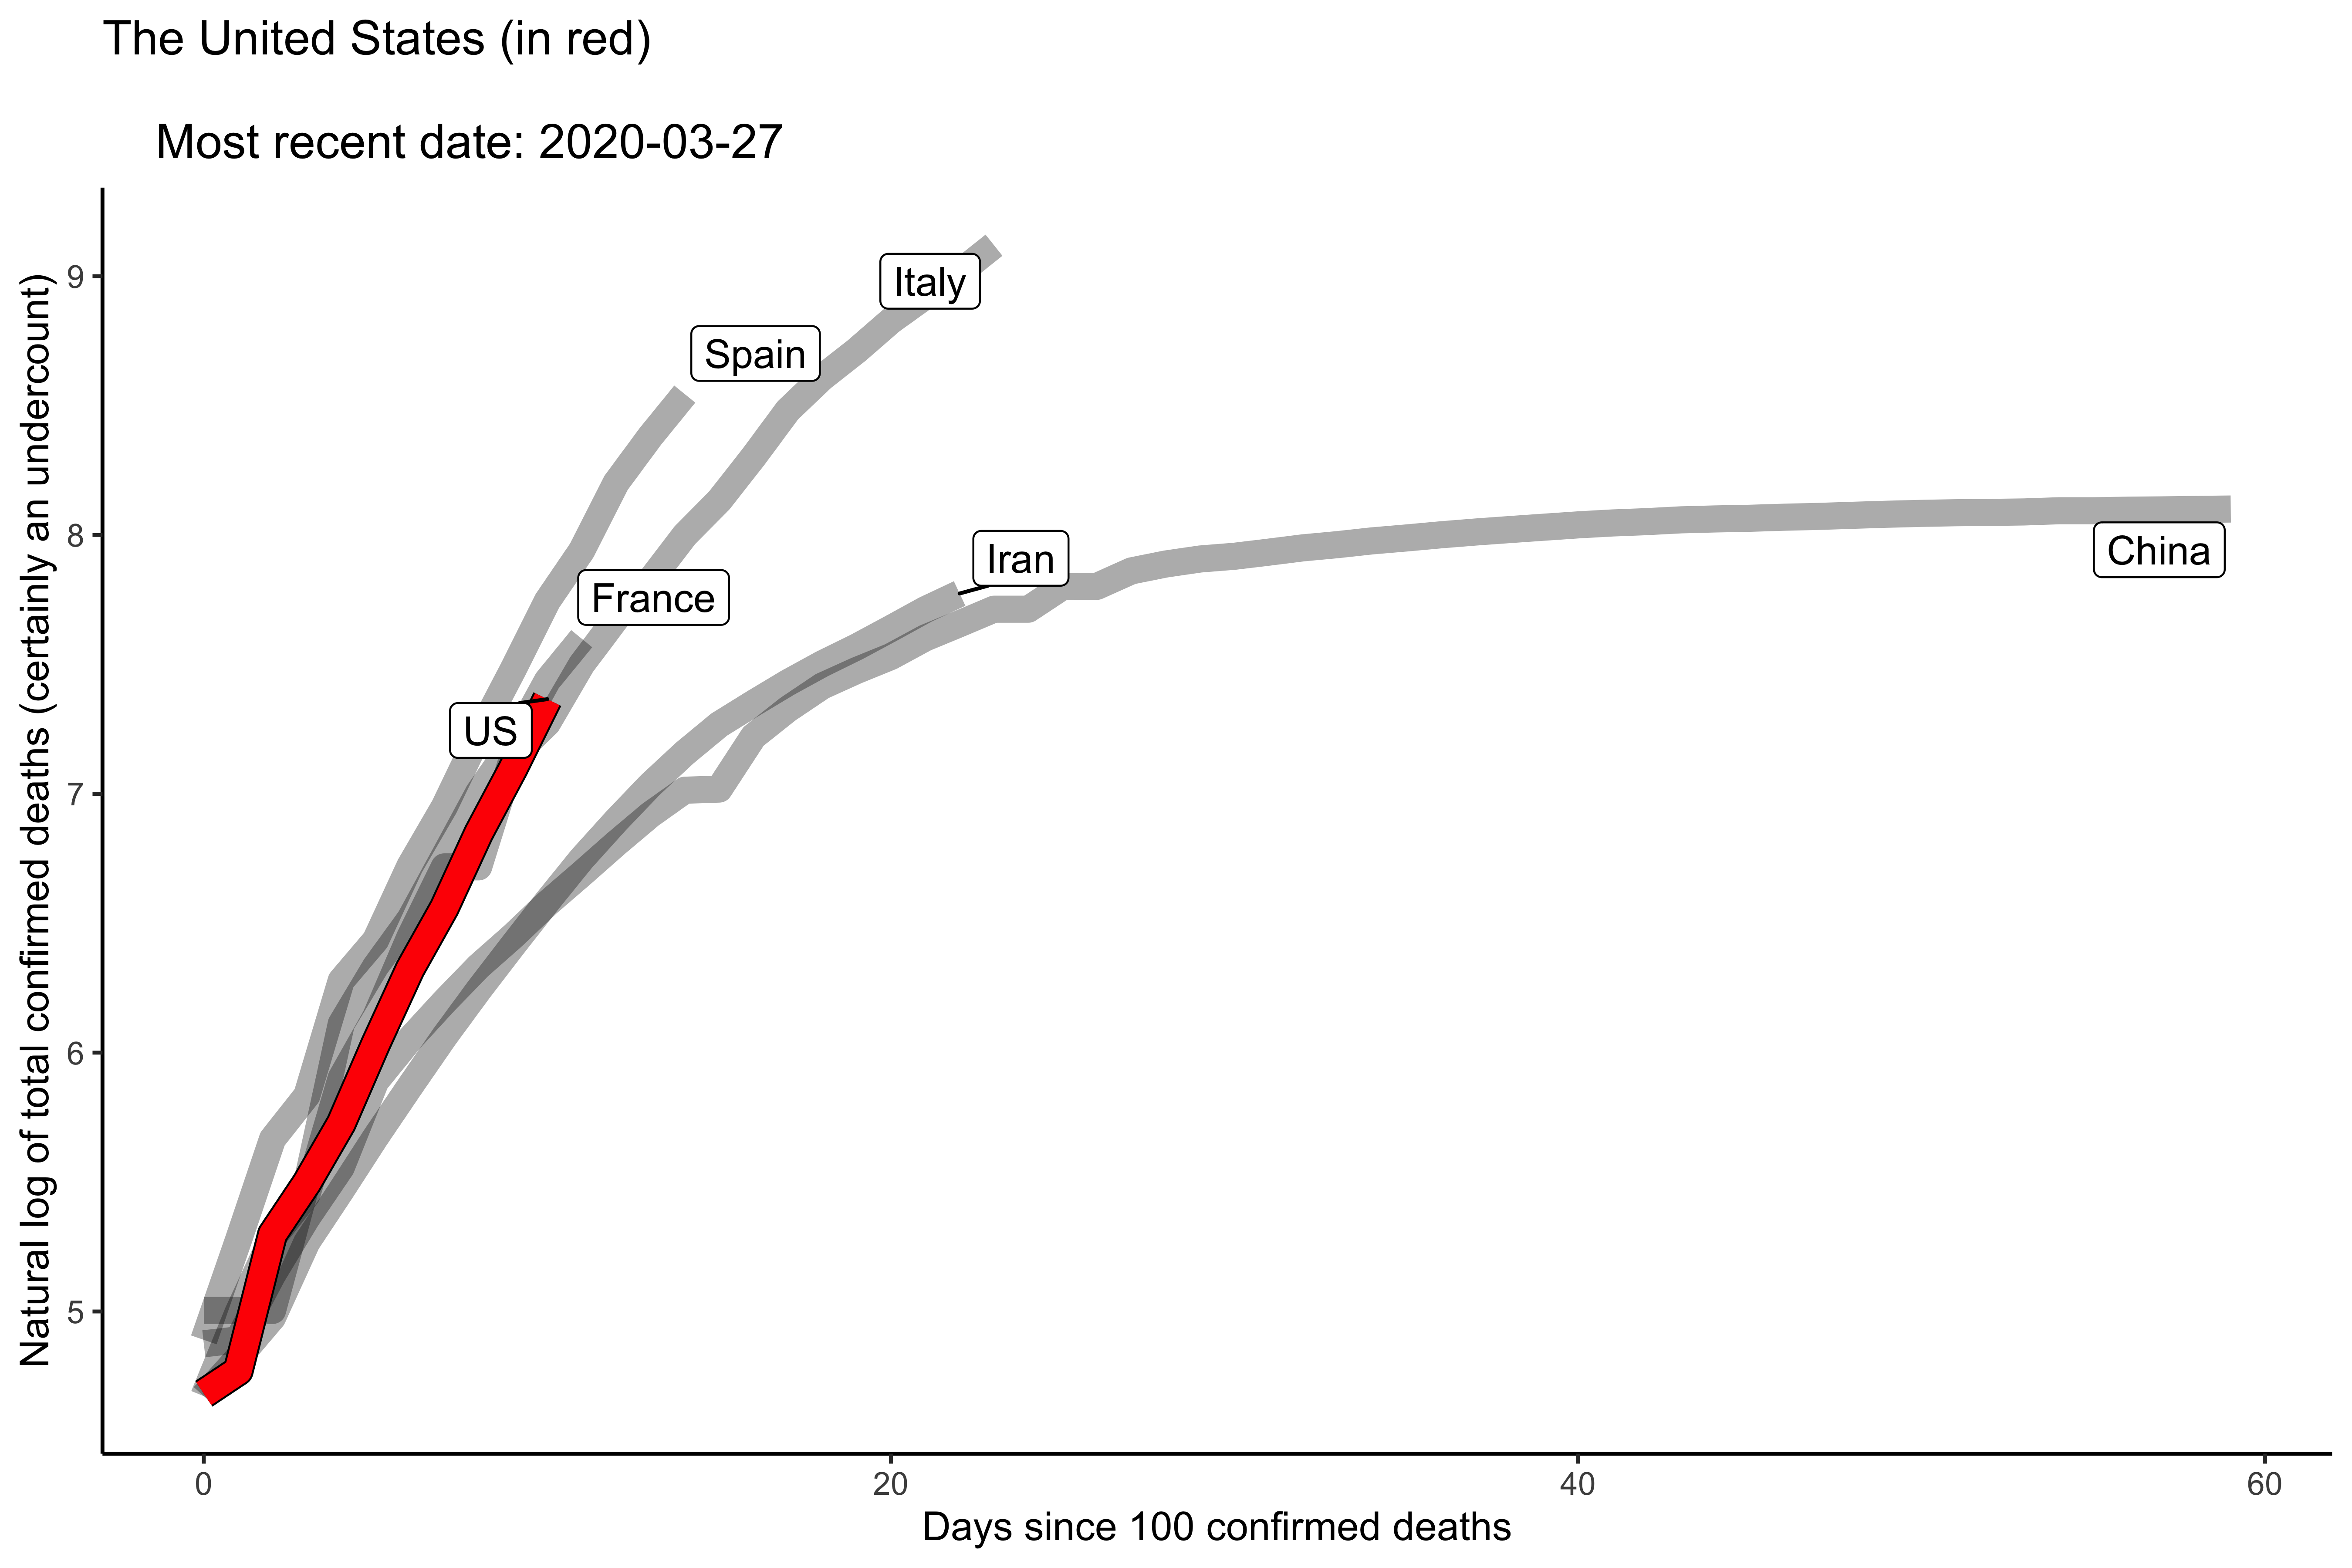 The United States (in red)
Most recent date: 2020-03-27
Natural log of total confirmed deaths (certainly an undercount)
9
8
7
6
5
Italy
Spain
Iran
China
France
US
0
20
40
60
Days since 100 confirmed deaths